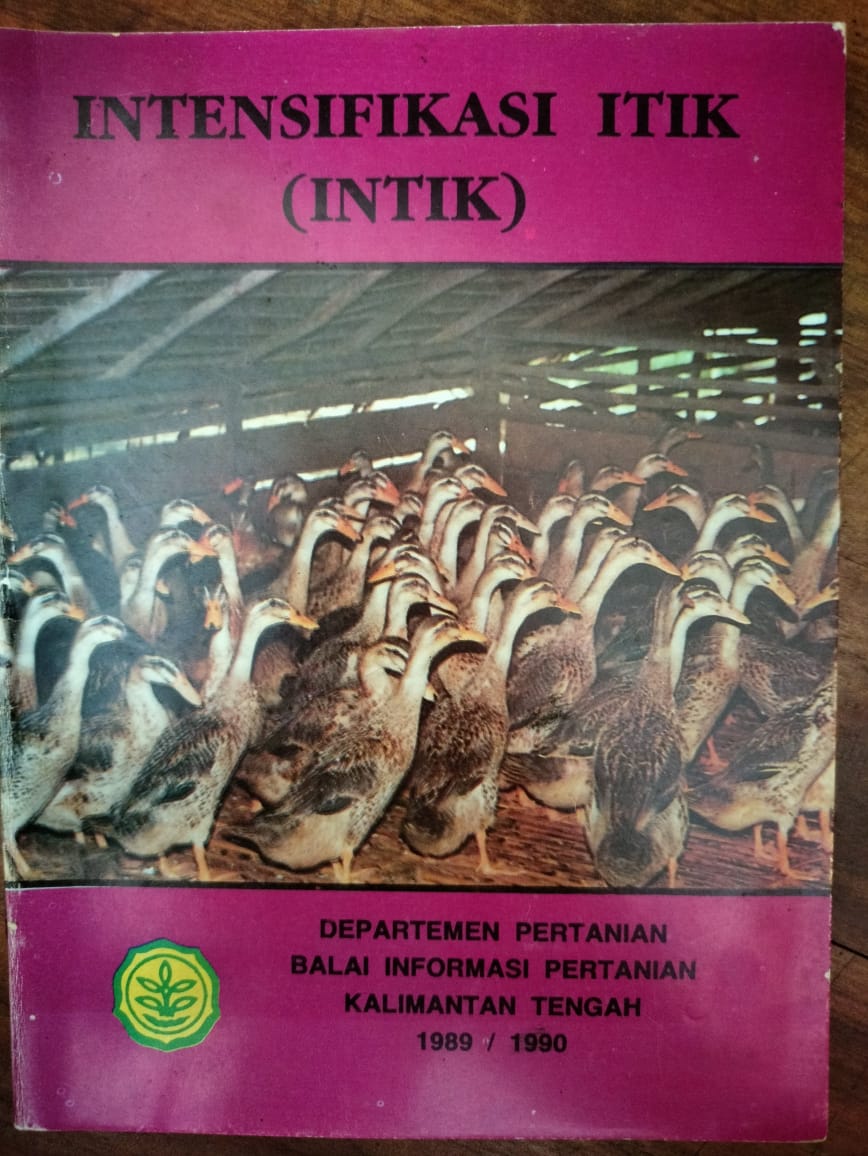 INTENSIFIKASI ITIK
(INTIK)
DEPARTEMEN PERTANIAN
BALAI INFORMASI PERTANIAN
KALIMANTAN TENGAH
1989 / 1990